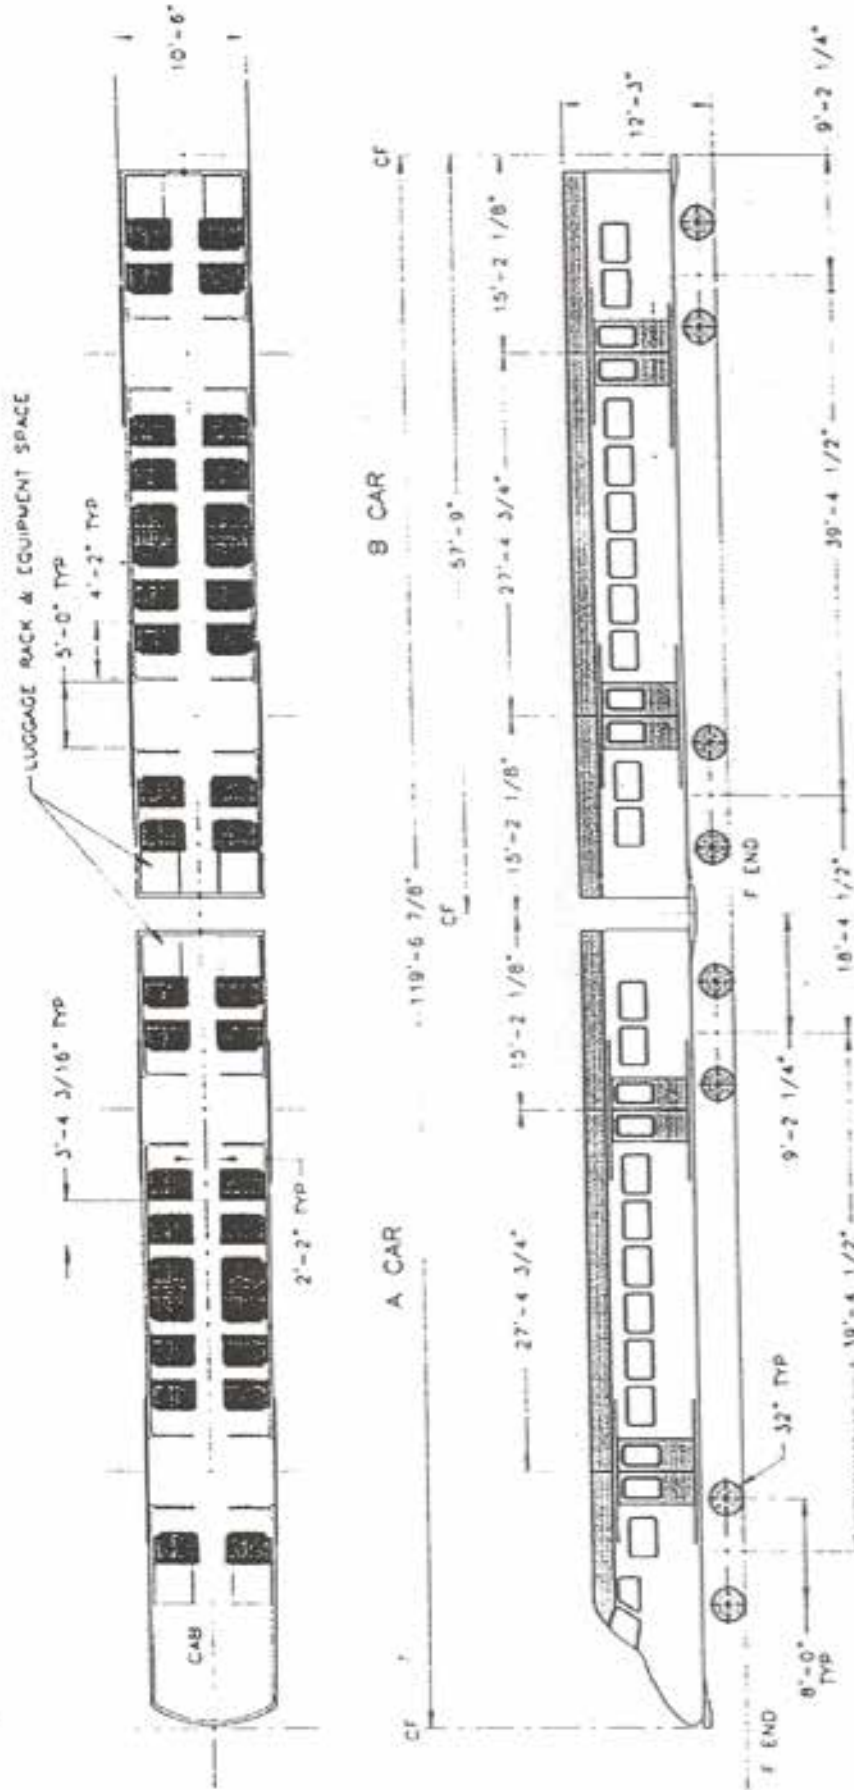 LUGGAGE RACK & EQUIPMENT SPACE
10'-6"
5'-0" TYP
4'-2" TYP
3'-4 3/16" TYP
2'-2" TYP
CAB
A CAR
B CAR
CF
CF
CF
119'-6 7/8"
57'-9"
27'-4 3/4"
15'-2 1/8"
15'-2 1/8"
27'-4 3/4"
15'-2 1/8"
12'-3"
F END
F END
8'-0"
TYP
32" TYP
39'-4 1/2"
9'-2 1/4"
18'-4 1/2"
39'-4 1/2"
9'-2 1/4"